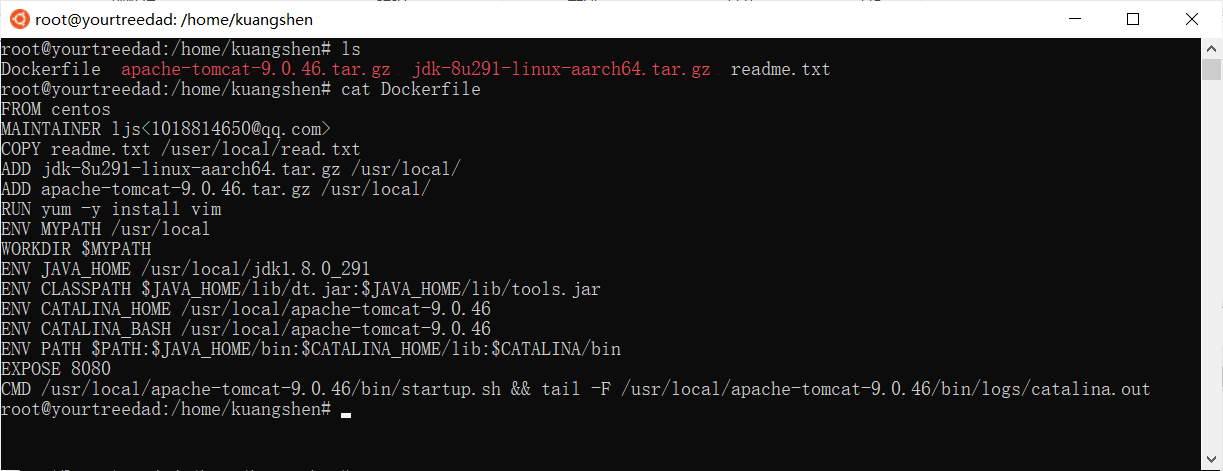 root@yourtreedad: /home/kuangshen
root@yourtreedad:/home/kuangshen# ls
Dockerfile  apache-tomcat-9.0.46.tar.gz  jdk-8u291-linux-aarch64.tar.gz  readme.txt
root@yourtreedad:/home/kuangshen# cat Dockerfile
FROM centos
MAINTAINER ljs<1018814650@qq.com>
COPY readme.txt /user/local/read.txt
ADD jdk-8u291-linux-aarch64.tar.gz /usr/local/
ADD apache-tomcat-9.0.46.tar.gz /usr/local/
RUN yum -y install vim
ENV MYPATH /usr/local
WORKDIR $MYPATH
ENV JAVA_HOME /usr/local/jdk1.8.0_291
ENV CLASSPATH $JAVA_HOME/lib/dt.jar:$JAVA_HOME/lib/tools.jar
ENV CATALINA_HOME /usr/local/apache-tomcat-9.0.46
ENV CATALINA_BASH /usr/local/apache-tomcat-9.0.46
ENV PATH $PATH:$JAVA_HOME/bin:$CATALINA_HOME/lib:$CATALINA/bin
EXPOSE 8080
CMD /usr/local/apache-tomcat-9.0.46/bin/startup.sh && tail -F /usr/local/apache-tomcat-9.0.46/bin/logs/catalina.out
root@yourtreedad:/home/kuangshen#